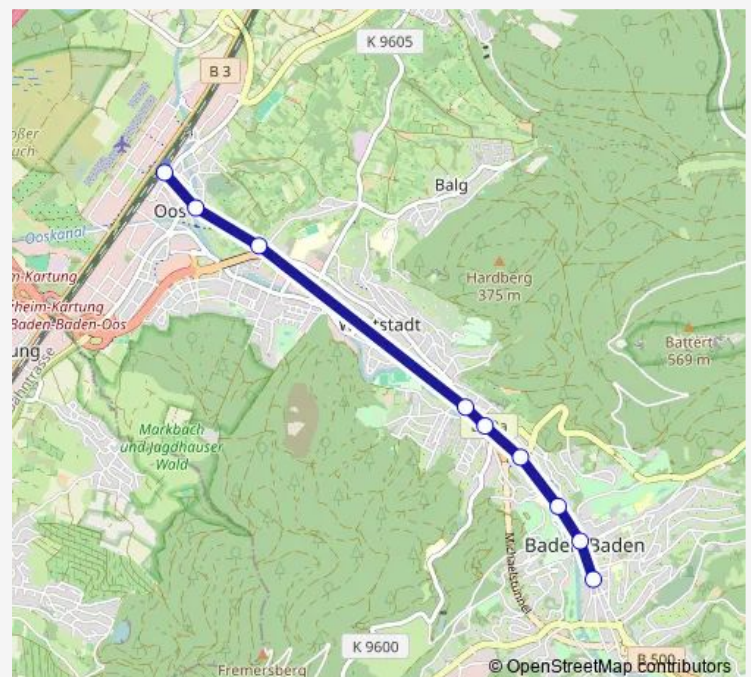 K 9605
B 3
Balg
Oos
Ooskanal
Hardberg
375 m
Battert
569 m
Baden-Baden-Oos
Markbach
und Jagdhauser
Wald
Baden-Baden
Michaelstunnel
K 9600
B 500
Fremersberg
© OpenStreetMap contributors